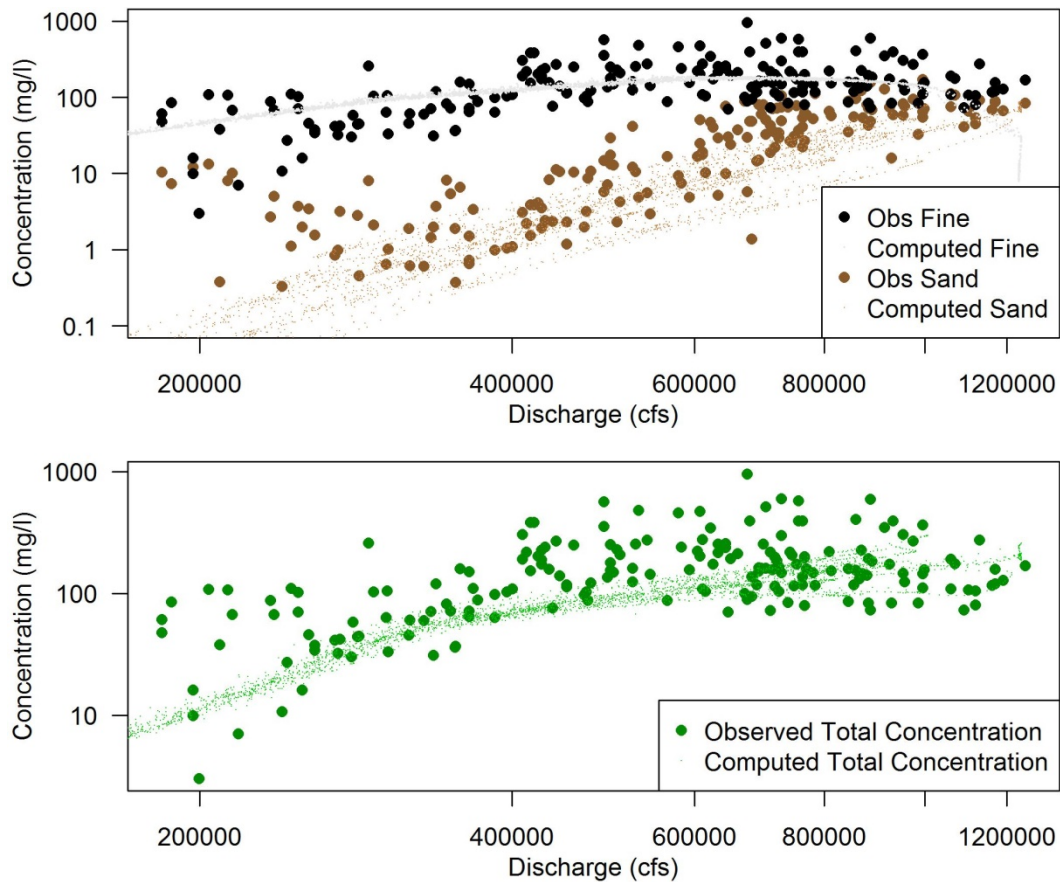 1000
100
10
1
0.1
Concentration (mg/l)
Obs Fine
Computed Fine
Obs Sand
Computed Sand
200000
400000
600000
800000
1200000
Discharge (cfs)
1000
100
10
Concentration (mg/l)
Observed Total Concentration
Computed Total Concentration
200000
400000
600000
800000
1200000
Discharge (cfs)